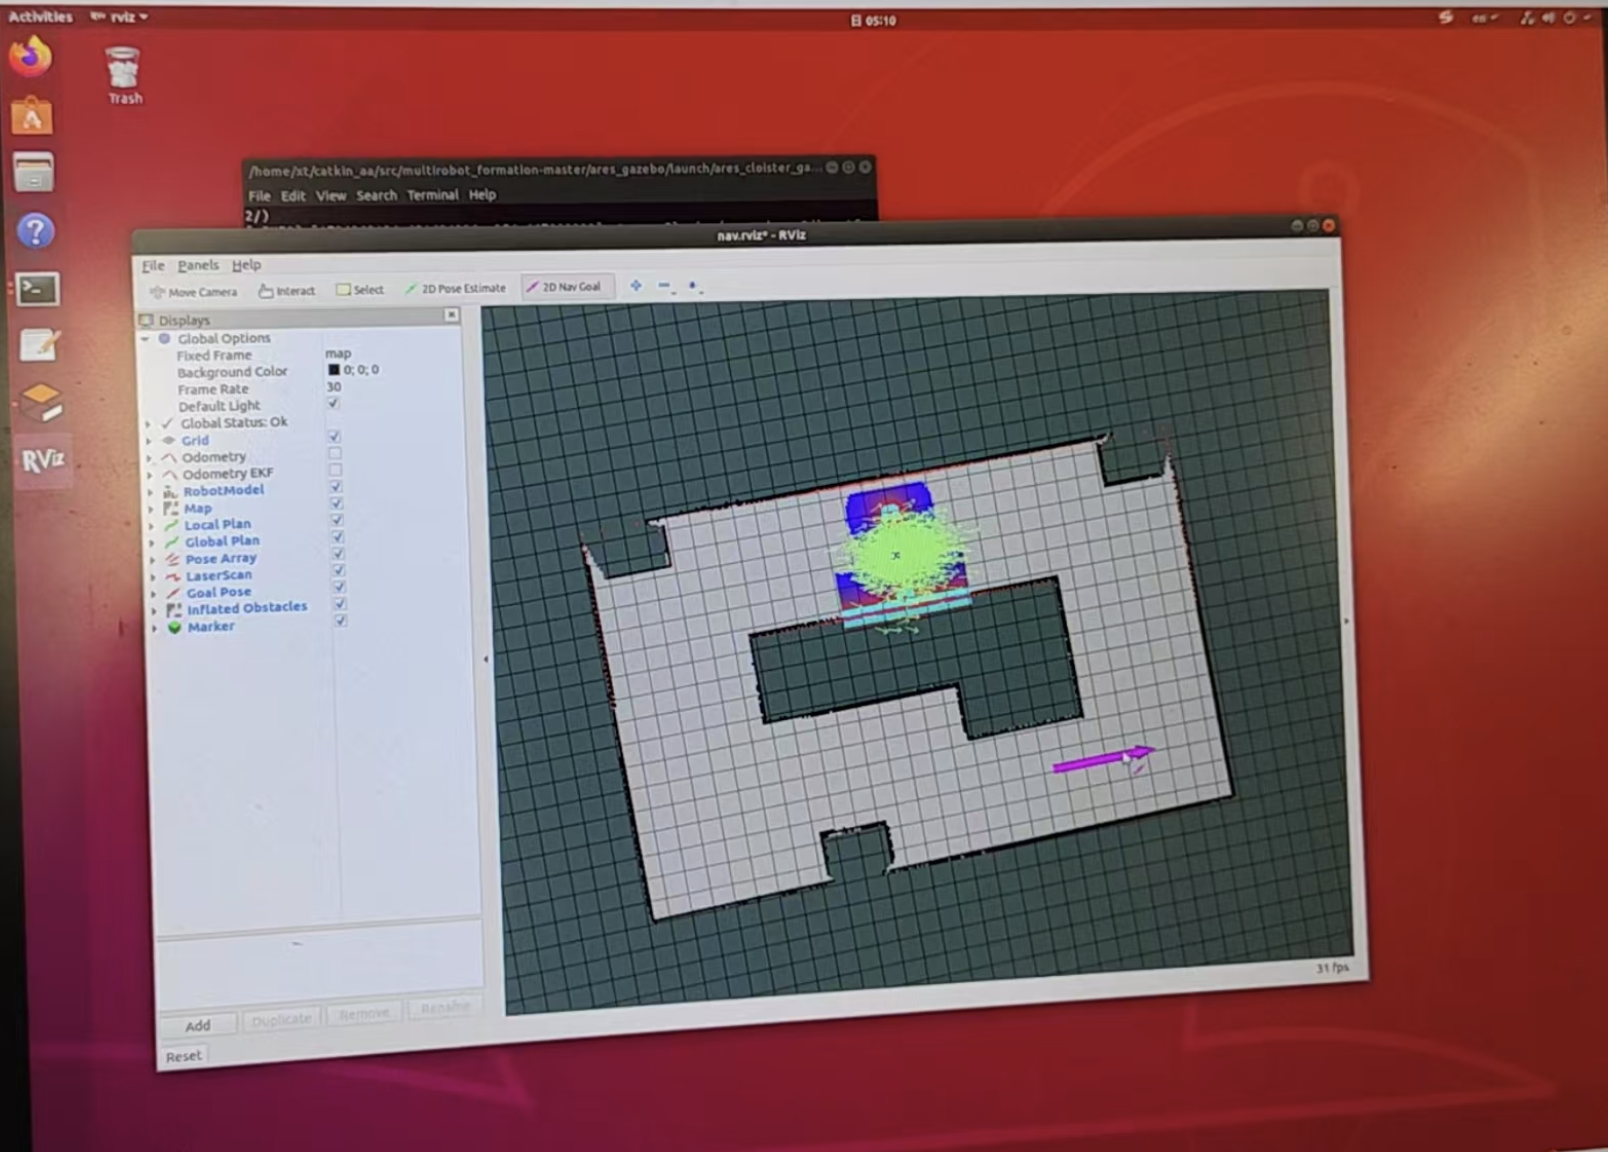 Activities
rviz
日 05:10
en
Trash
/home/xt/catkin_aa/src/multirobot_formation-master/ares_gazebo/launch/ares_cloister_ga...
File Edit View Search Terminal Help
2/)
nav.rviz* - RViz
File Panels Help
Move Camera Interact Select 2D Pose Estimate 2D Nav Goal
Displays
Global Options
Fixed Frame map
Background Color 0; 0; 0
Frame Rate 30
Default Light
Global Status: Ok
Grid
Odometry
Odometry EKF
RobotModel
Map
Local Plan
Global Plan
Pose Array
LaserScan
Goal Pose
Inflated Obstacles
Marker
RViz
Add Duplicate Remove Rename
Reset
31 fps